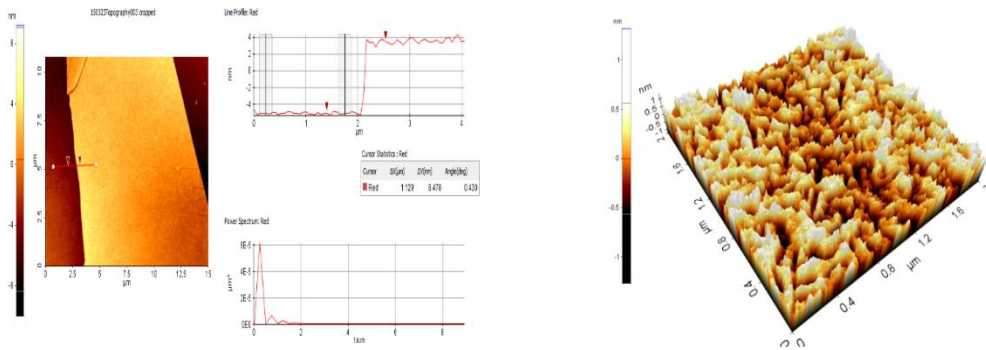 nm
150323Topography003 cropped
8
4
0
-4
-8
10
7.5
5
2.5
0
µm
0 2.5 5 7.5 10 12.5 15
Line Profile: Red
4
2
0
-2
-4
nm
0 1 2 3 4
µm
Cursor Statistics : Red
Cursor ΔX(µm) ΔY(nm) Angle(deg)
Red 1.129 8.478 0.430
Power Spectrum: Red
6E-5
4E-5
2E-5
0E0
0 2 4 6 8
nm
1
0.5
0
-0.5
-1
nm
1.6
1.2
0.8
0.4
0
µm
0
0.4
0.8
1.2
1.6
µm